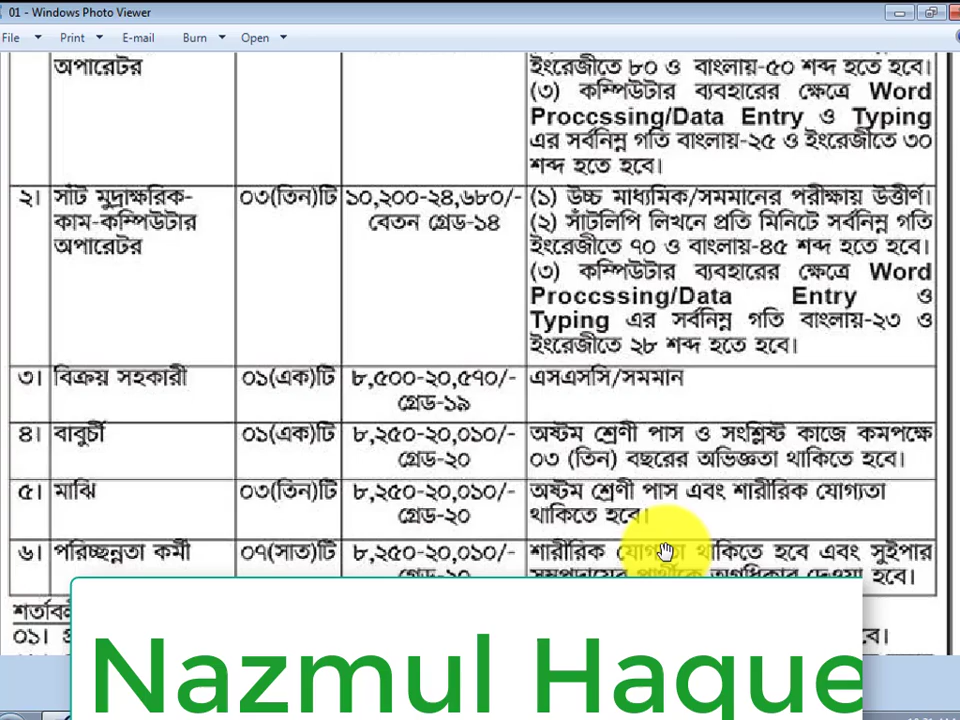 01 - Windows Photo Viewer
File Print E-mail Burn Open
অপারেটর ইংরেজীতে ৮০ ও বাংলায়-৫০ শব্দ হতে হবে।
(৩) কম্পিউটার ব্যবহারের ক্ষেত্রে Word
Proccssing/Data Entry ও Typing
এর সর্বনিম্ন গতি বাংলায়-২৫ ও ইংরেজীতে ৩০
শব্দ হতে হবে।
২। সাঁট মুদ্রাক্ষরিক- ০৩(তিন)টি ১০,২০০-২৪,৬৮০/- (১) উচ্চ মাধ্যমিক/সমমানের পরীক্ষায় উত্তীর্ণ।
কাম-কম্পিউটার বেতন গ্রেড-১৪ (২) সাঁটলিপি লিখনে প্রতি মিনিটে সর্বনিম্ন গতি
অপারেটর ইংরেজীতে ৭০ ও বাংলায়-৪৫ শব্দ হতে হবে।
(৩) কম্পিউটার ব্যবহারের ক্ষেত্রে Word
Proccssing/Data Entry ও
Typing এর সর্বনিম্ন গতি বাংলায়-২৩ ও
ইংরেজীতে ২৮ শব্দ হতে হবে।
৩। বিক্রয় সহকারী ০১(এক)টি ৮,৫০০-২০,৫৭০/- এসএসসি/সমমান
গ্রেড-১৯
৪। বাবুর্চী ০১(এক)টি ৮,২৫০-২০,০১০/- অষ্টম শ্রেণী পাস ও সংশ্লিষ্ট কাজে কমপক্ষে
গ্রেড-২০ ০৩ (তিন) বছরের অভিজ্ঞতা থাকিতে হবে।
৫। মাঝি ০৩(তিন)টি ৮,২৫০-২০,০১০/- অষ্টম শ্রেণী পাস এবং শারীরিক যোগ্যতা
গ্রেড-২০ থাকিতে হবে।
৬। পরিচ্ছন্নতা কর্মী ০৭(সাত)টি ৮,২৫০-২০,০১০/- শারীরিক যোগ্যতা থাকিতে হবে এবং সুইপার
গ্রেড-২০ সম্প্রদায়ের প্রার্থীকে অগ্রাধিকার দেওয়া হবে।
০১।
Nazmul Haque